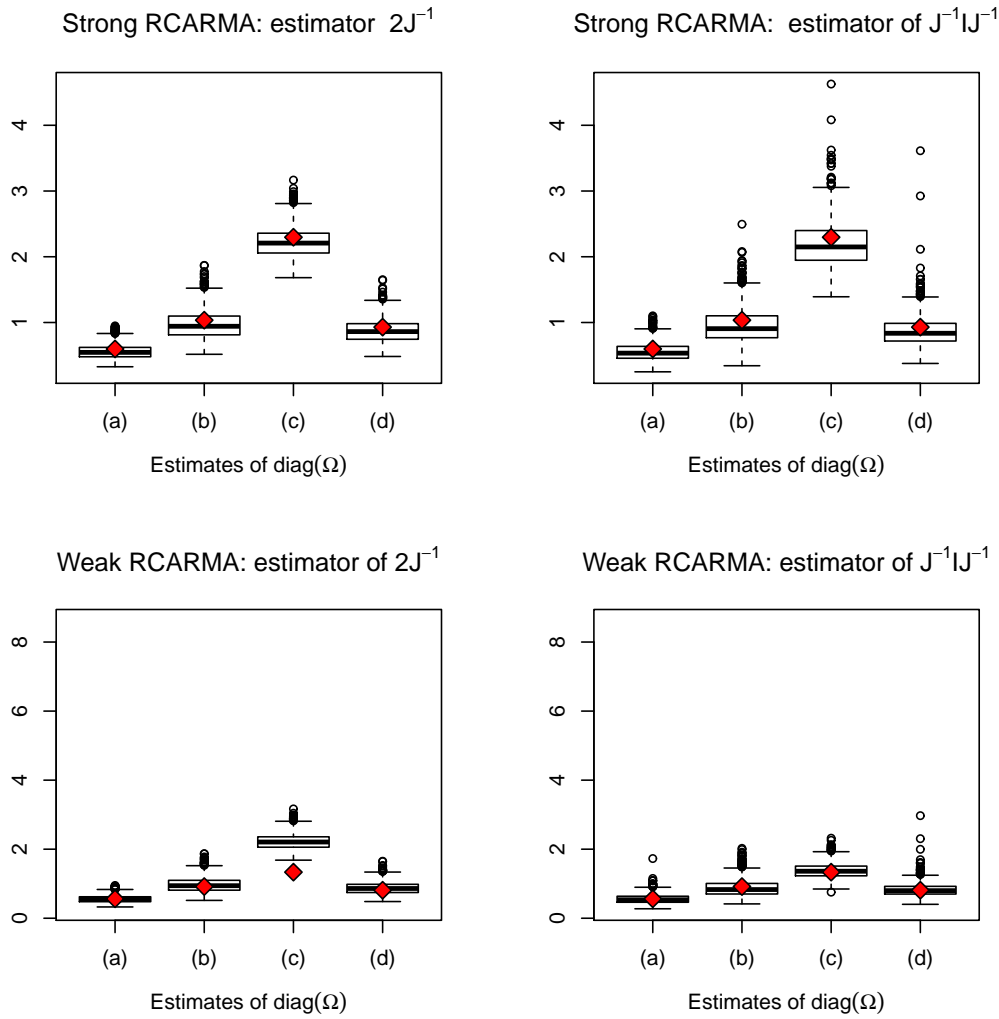 Strong RCARMA: estimator 2J⁻¹
4
3
2
1
(a) (b) (c) (d)
Estimates of diag(Ω)
Strong RCARMA: estimator of J⁻¹IJ⁻¹
4
3
2
1
(a) (b) (c) (d)
Estimates of diag(Ω)
Weak RCARMA: estimator of 2J⁻¹
8
6
4
2
0
(a) (b) (c) (d)
Estimates of diag(Ω)
Weak RCARMA: estimator of J⁻¹IJ⁻¹
8
6
4
2
0
(a) (b) (c) (d)
Estimates of diag(Ω)